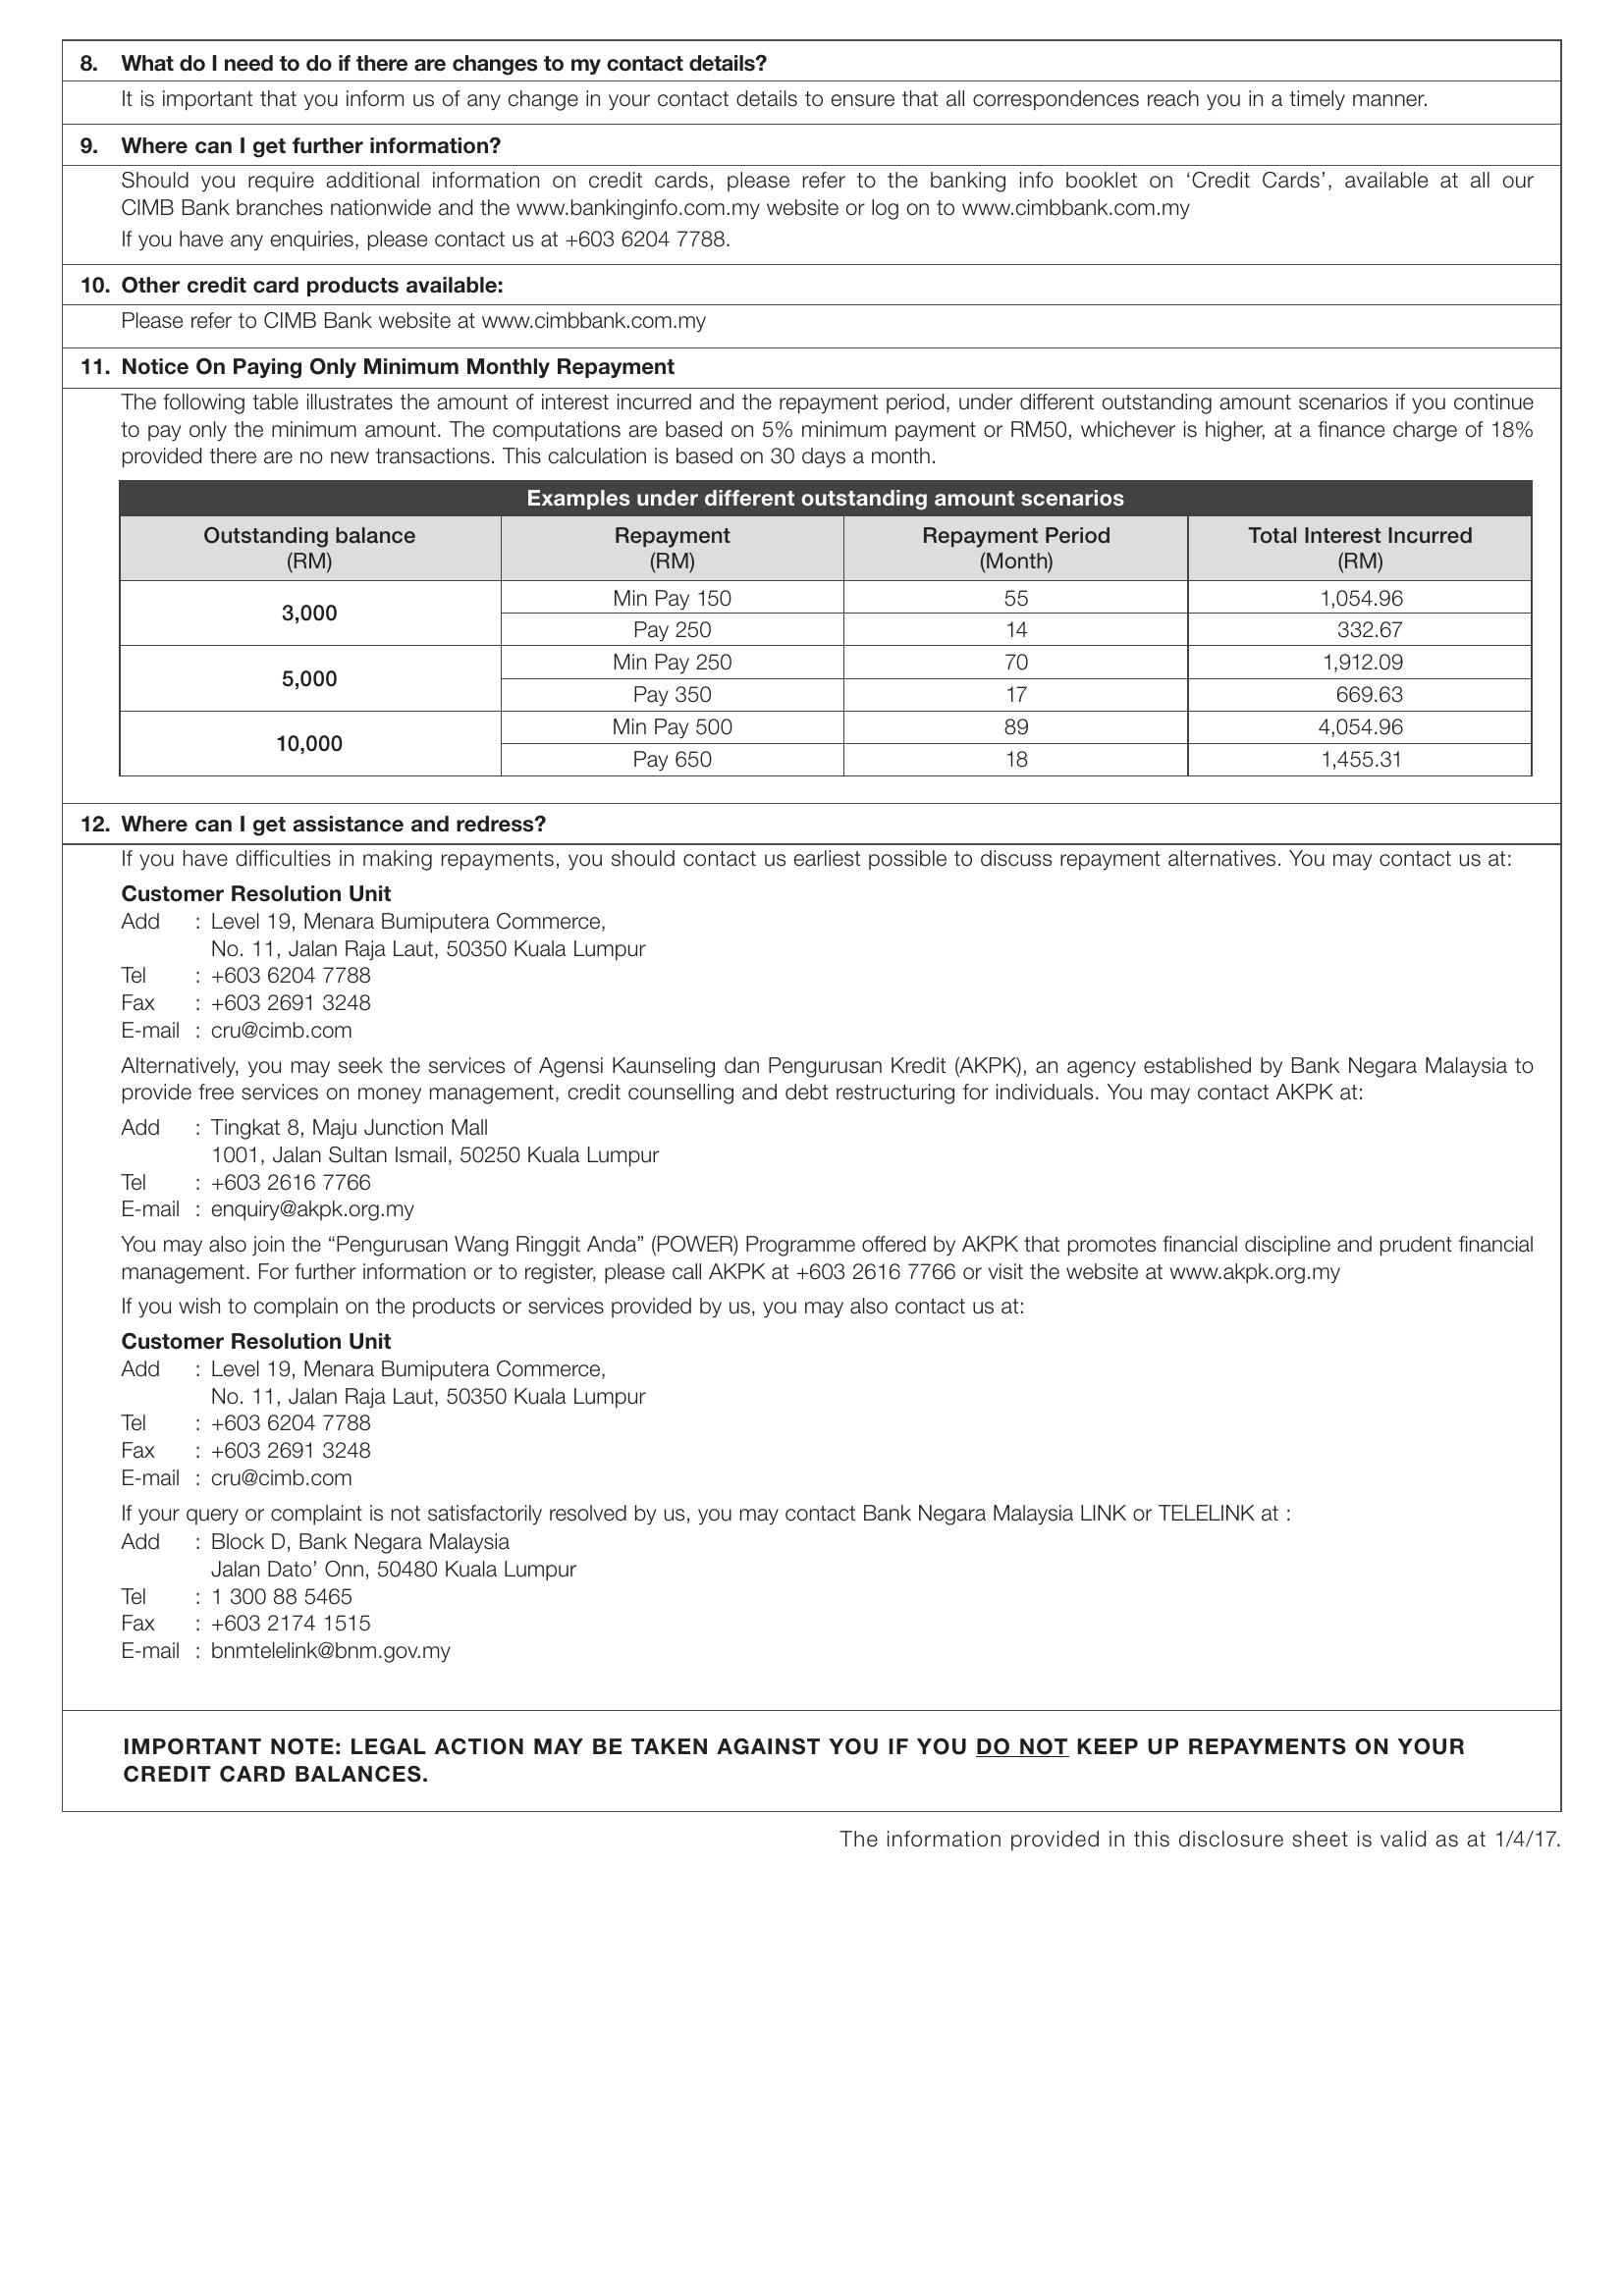 8. What do I need to do if there are changes to my contact details?
It is important that you inform us of any change in your contact details to ensure that all correspondences reach you in a timely manner.
9. Where can I get further information?
Should you require additional information on credit cards, please refer to the banking info booklet on ‘Credit Cards’, available at all our
CIMB Bank branches nationwide and the www.bankinginfo.com.my website or log on to www.cimbbank.com.my
If you have any enquiries, please contact us at +603 6204 7788.
10. Other credit card products available:
Please refer to CIMB Bank website at www.cimbbank.com.my
11. Notice On Paying Only Minimum Monthly Repayment
The following table illustrates the amount of interest incurred and the repayment period, under different outstanding amount scenarios if you continue
to pay only the minimum amount. The computations are based on 5% minimum payment or RM50, whichever is higher, at a finance charge of 18%
provided there are no new transactions. This calculation is based on 30 days a month.
Examples under different outstanding amount scenarios
Outstanding balance (RM) Repayment (RM) Repayment Period (Month) Total Interest Incurred (RM)
3,000 Min Pay 150 55 1,054.96
Pay 250 14 332.67
5,000 Min Pay 250 70 1,912.09
Pay 350 17 669.63
10,000 Min Pay 500 89 4,054.96
Pay 650 18 1,455.31
12. Where can I get assistance and redress?
If you have difficulties in making repayments, you should contact us earliest possible to discuss repayment alternatives. You may contact us at:
Customer Resolution Unit
Add : Level 19, Menara Bumiputera Commerce,
No. 11, Jalan Raja Laut, 50350 Kuala Lumpur
Tel : +603 6204 7788
Fax : +603 2691 3248
E-mail : cru@cimb.com
Alternatively, you may seek the services of Agensi Kaunseling dan Pengurusan Kredit (AKPK), an agency established by Bank Negara Malaysia to
provide free services on money management, credit counselling and debt restructuring for individuals. You may contact AKPK at:
Add : Tingkat 8, Maju Junction Mall
1001, Jalan Sultan Ismail, 50250 Kuala Lumpur
Tel : +603 2616 7766
E-mail : enquiry@akpk.org.my
You may also join the “Pengurusan Wang Ringgit Anda” (POWER) Programme offered by AKPK that promotes financial discipline and prudent financial
management. For further information or to register, please call AKPK at +603 2616 7766 or visit the website at www.akpk.org.my
If you wish to complain on the products or services provided by us, you may also contact us at:
Customer Resolution Unit
Add : Level 19, Menara Bumiputera Commerce,
No. 11, Jalan Raja Laut, 50350 Kuala Lumpur
Tel : +603 6204 7788
Fax : +603 2691 3248
E-mail : cru@cimb.com
If your query or complaint is not satisfactorily resolved by us, you may contact Bank Negara Malaysia LINK or TELELINK at :
Add : Block D, Bank Negara Malaysia
Jalan Dato’ Onn, 50480 Kuala Lumpur
Tel : 1 300 88 5465
Fax : +603 2174 1515
E-mail : bnmtelelink@bnm.gov.my
IMPORTANT NOTE: LEGAL ACTION MAY BE TAKEN AGAINST YOU IF YOU DO NOT KEEP UP REPAYMENTS ON YOUR
CREDIT CARD BALANCES.
The information provided in this disclosure sheet is valid as at 1/4/17.